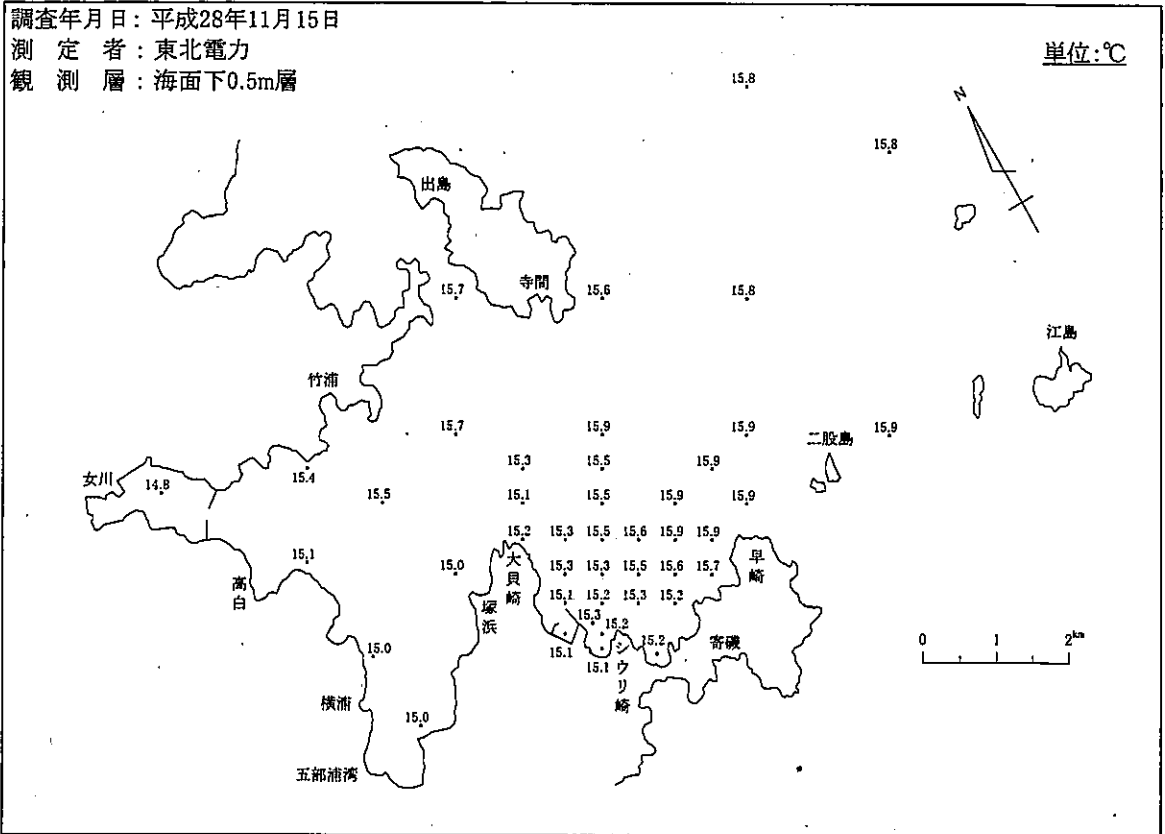 調査年月日：平成28年11月15日
測定者：東北電力
観測層：海面下0.5m層
単位:℃
15.8
N
15.8
出島
寺間
15.7
15.6
15.8
江島
竹浦
15.7
15.9
15.9
15.9
二股島
15.3
15.5
15.9
女川
14.8
15.4
15.5
15.1
15.5
15.9
15.9
15.2
15.3
15.5
15.6
15.9
15.9
15.1
15.0
大貝崎
15.3
15.3
15.5
15.6
15.7
早崎
高白
塚浜
15.1
15.2
15.3
15.2
15.3
15.2
0
1
2km
15.0
15.1
15.1
シウリ崎
15.2
寄磯
横浦
15.0
五部浦湾